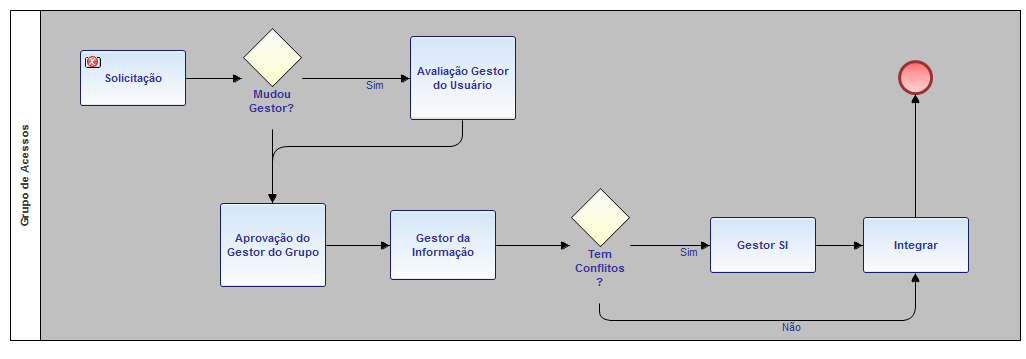 Grupo de Acessos
Solicitação
Mudou
Gestor?
Sim
Avaliação Gestor
do Usuário
Aprovação do
Gestor do Grupo
Gestor da
Informação
Tem
Conflitos
?
Sim
Gestor SI
Integrar
Não